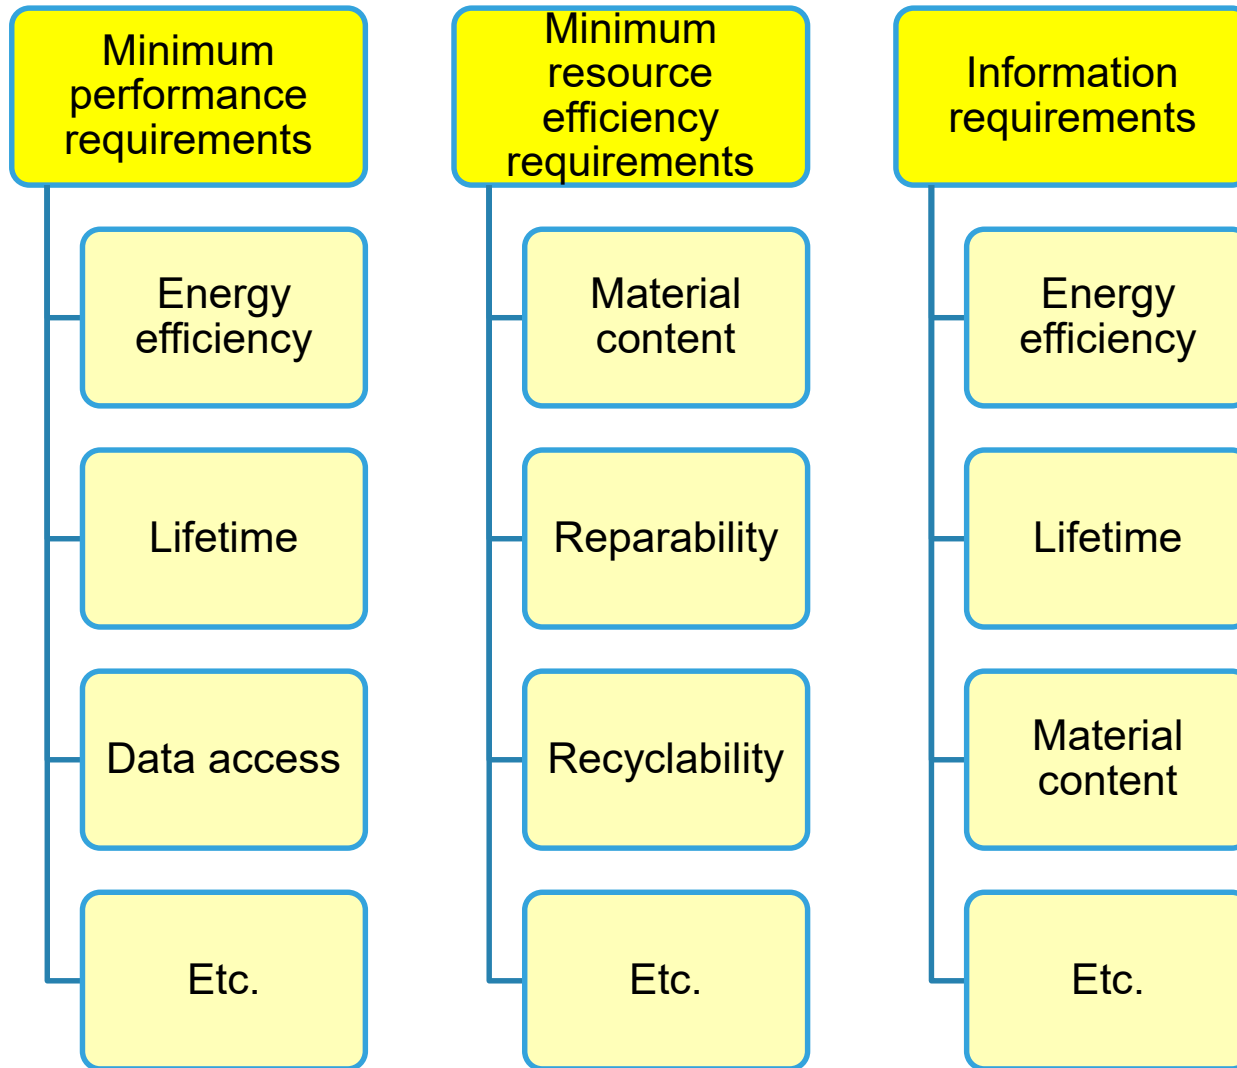 Minimum
performance
requirements
Energy
efficiency
Lifetime
Data access
Etc.
Minimum
resource
efficiency
requirements
Material
content
Reparability
Recyclability
Etc.
Information
requirements
Energy
efficiency
Lifetime
Material
content
Etc.